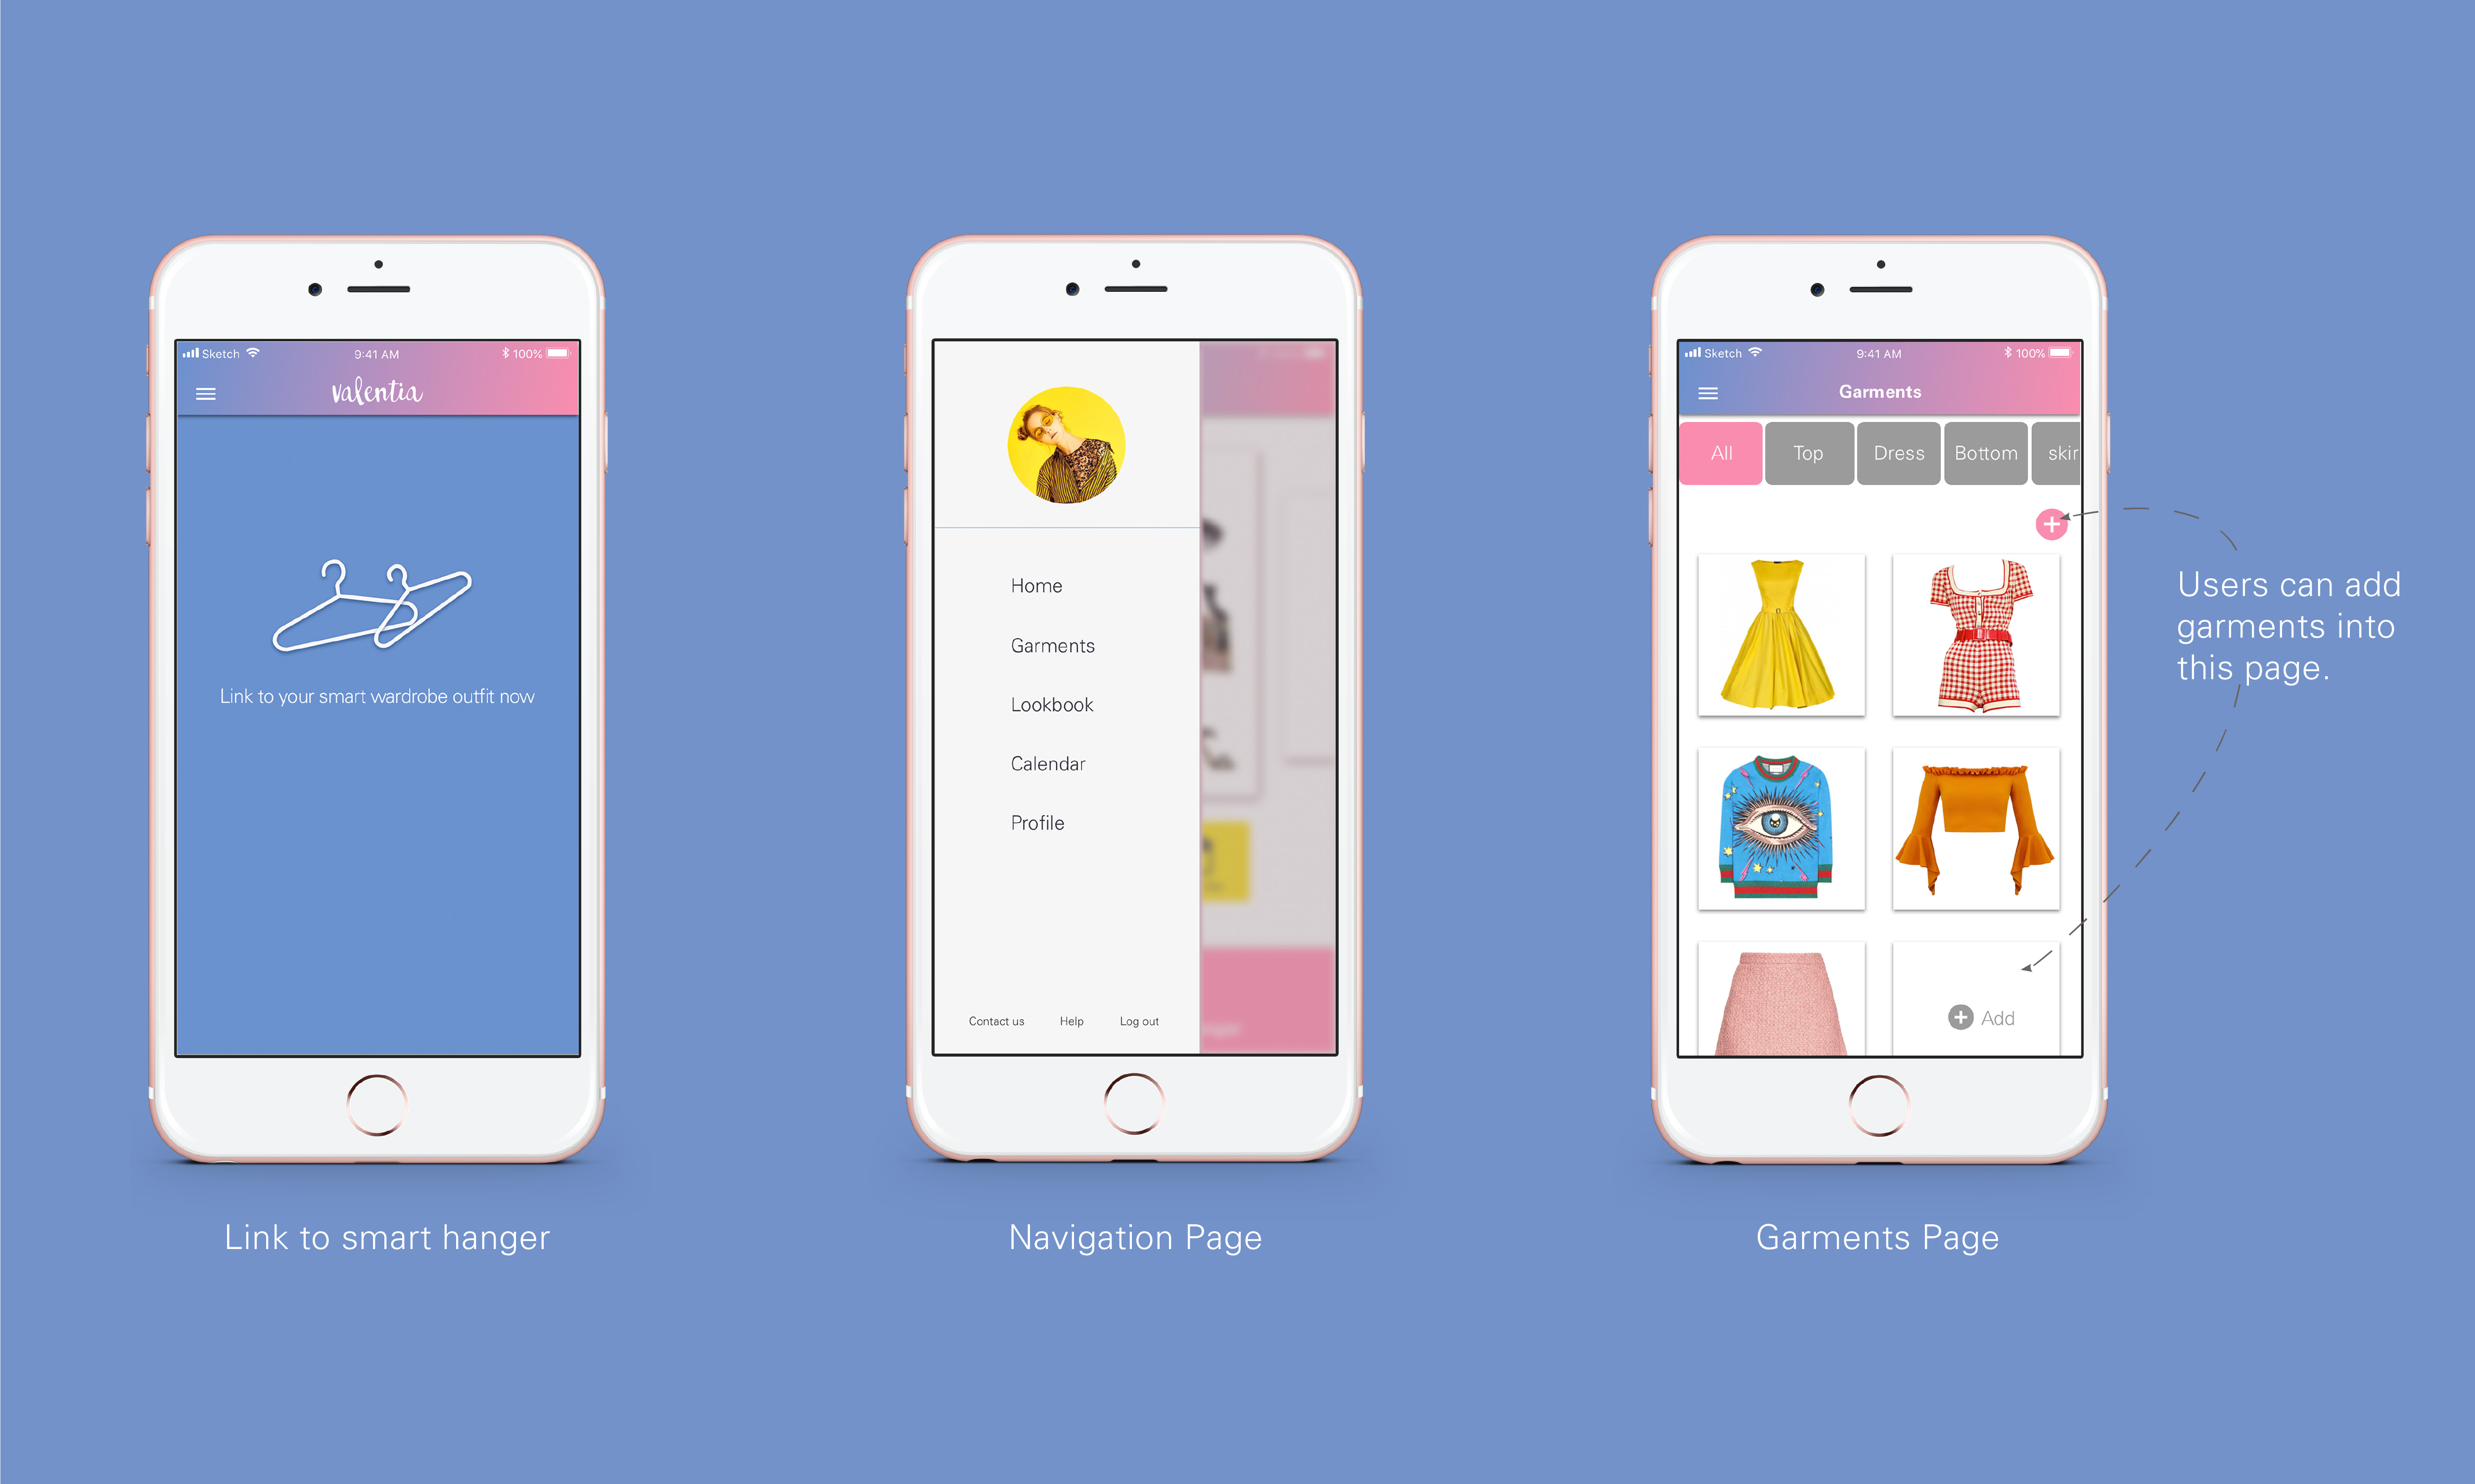 Sketch 9:41 AM 100%
valentia
Link to your smart wardrobe outfit now
Link to smart hanger
Home
Garments
Lookbook
Calendar
Profile
Contact us Help Log out
Navigation Page
Sketch 9:41 AM 100%
Garments
All Top Dress Bottom skir
Add
Garments Page
Users can add
garments into
this page.